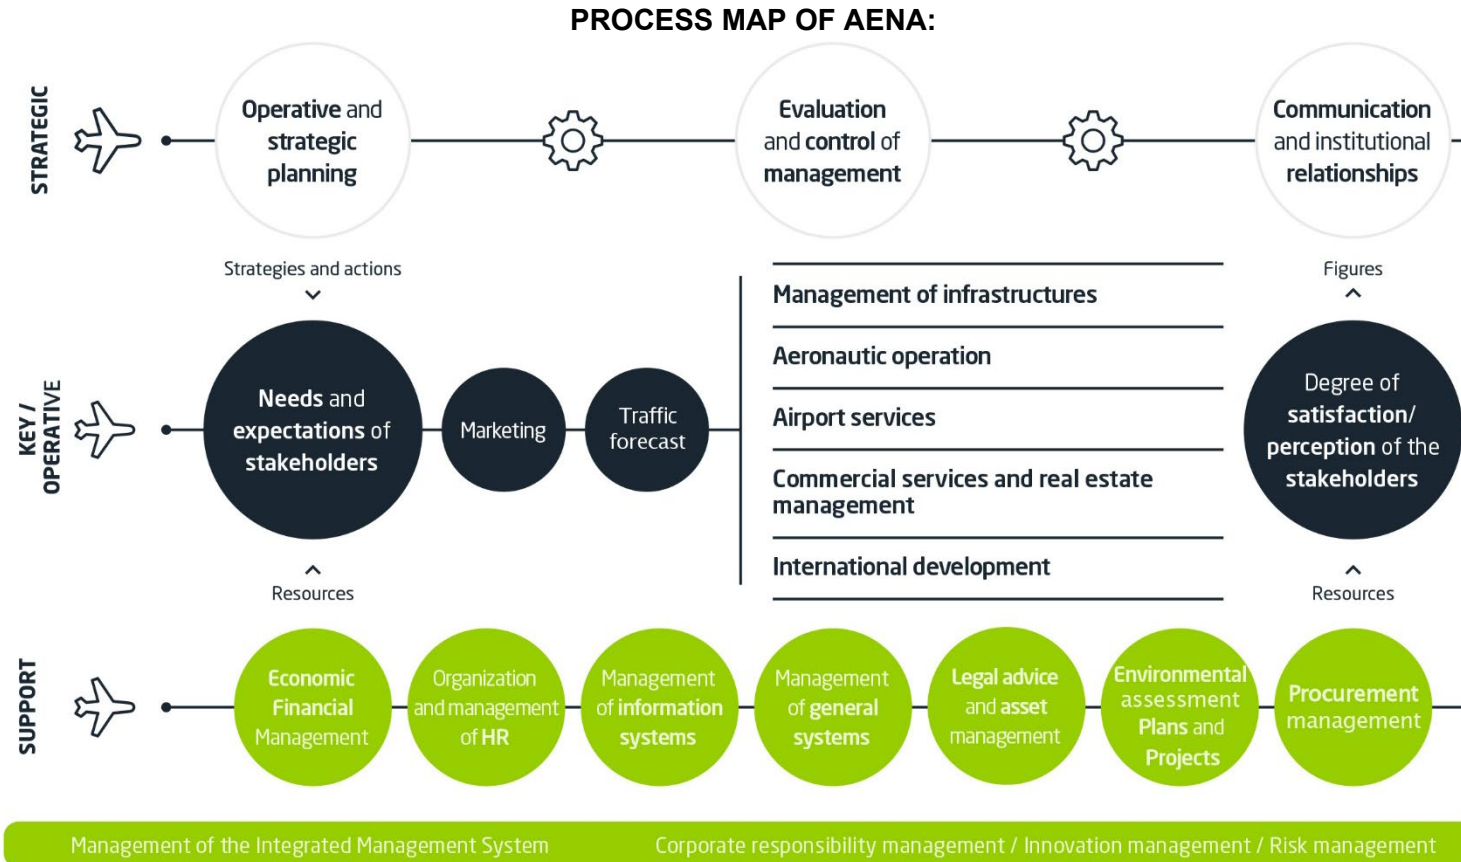 PROCESS MAP OF AENA:
STRATEGIC
Operative and
strategic
planning
Evaluation
and control of
management
Communication
and institutional
relationships
Strategies and actions
Figures
KEY /
OPERATIVE
Needs and
expectations of
stakeholders
Marketing
Traffic
forecast
Management of infrastructures
Aeronautic operation
Airport services
Commercial services and real estate
management
International development
Degree of
satisfaction/
perception of the
stakeholders
Resources
Resources
SUPPORT
Economic
Financial
Management
Organization
and management
of HR
Management
of information
systems
Management
of general
systems
Legal advice
and asset
management
Environmental
assessment
Plans and
Projects
Procurement
management
Management of the Integrated Management System
Corporate responsibility management / Innovation management / Risk management